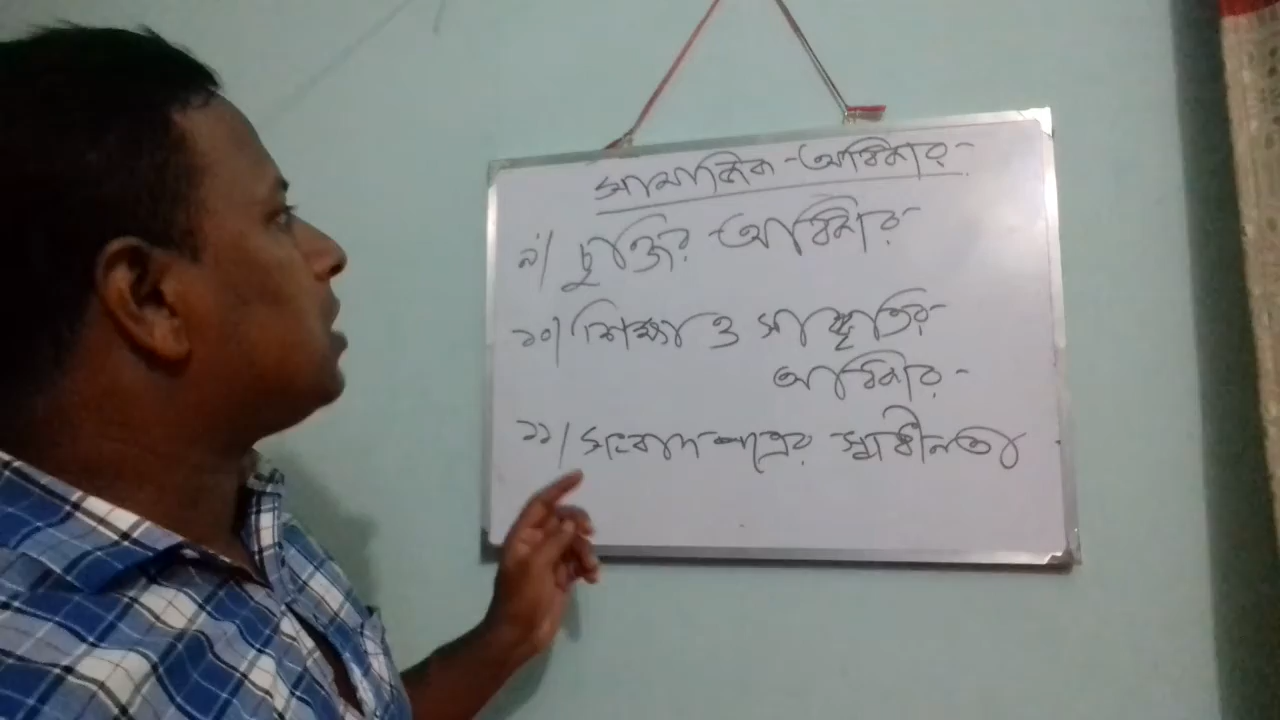 সামাজিক অধিকার
৯। চুক্তির অধিকার
১০। শিক্ষা ও সাংস্কৃতির
অধিকার
১১। সংবাদপত্রের স্বাধীনতা